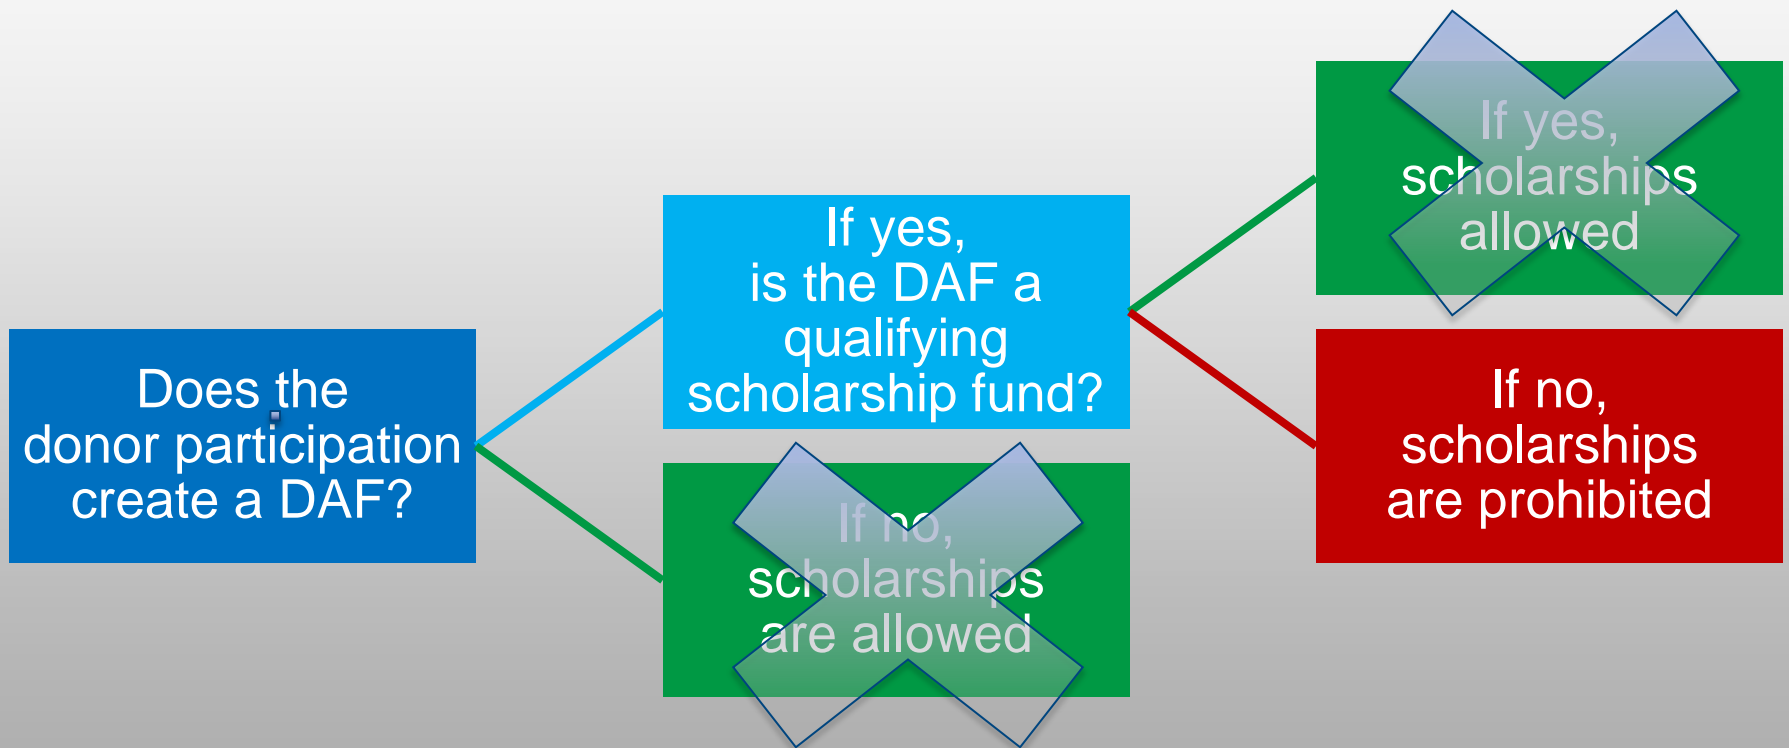 Does the
donor participation
create a DAF?
If yes,
is the DAF a
qualifying
scholarship fund?
If no,
scholarships
are allowed
If yes,
scholarships
allowed
If no,
scholarships
are prohibited